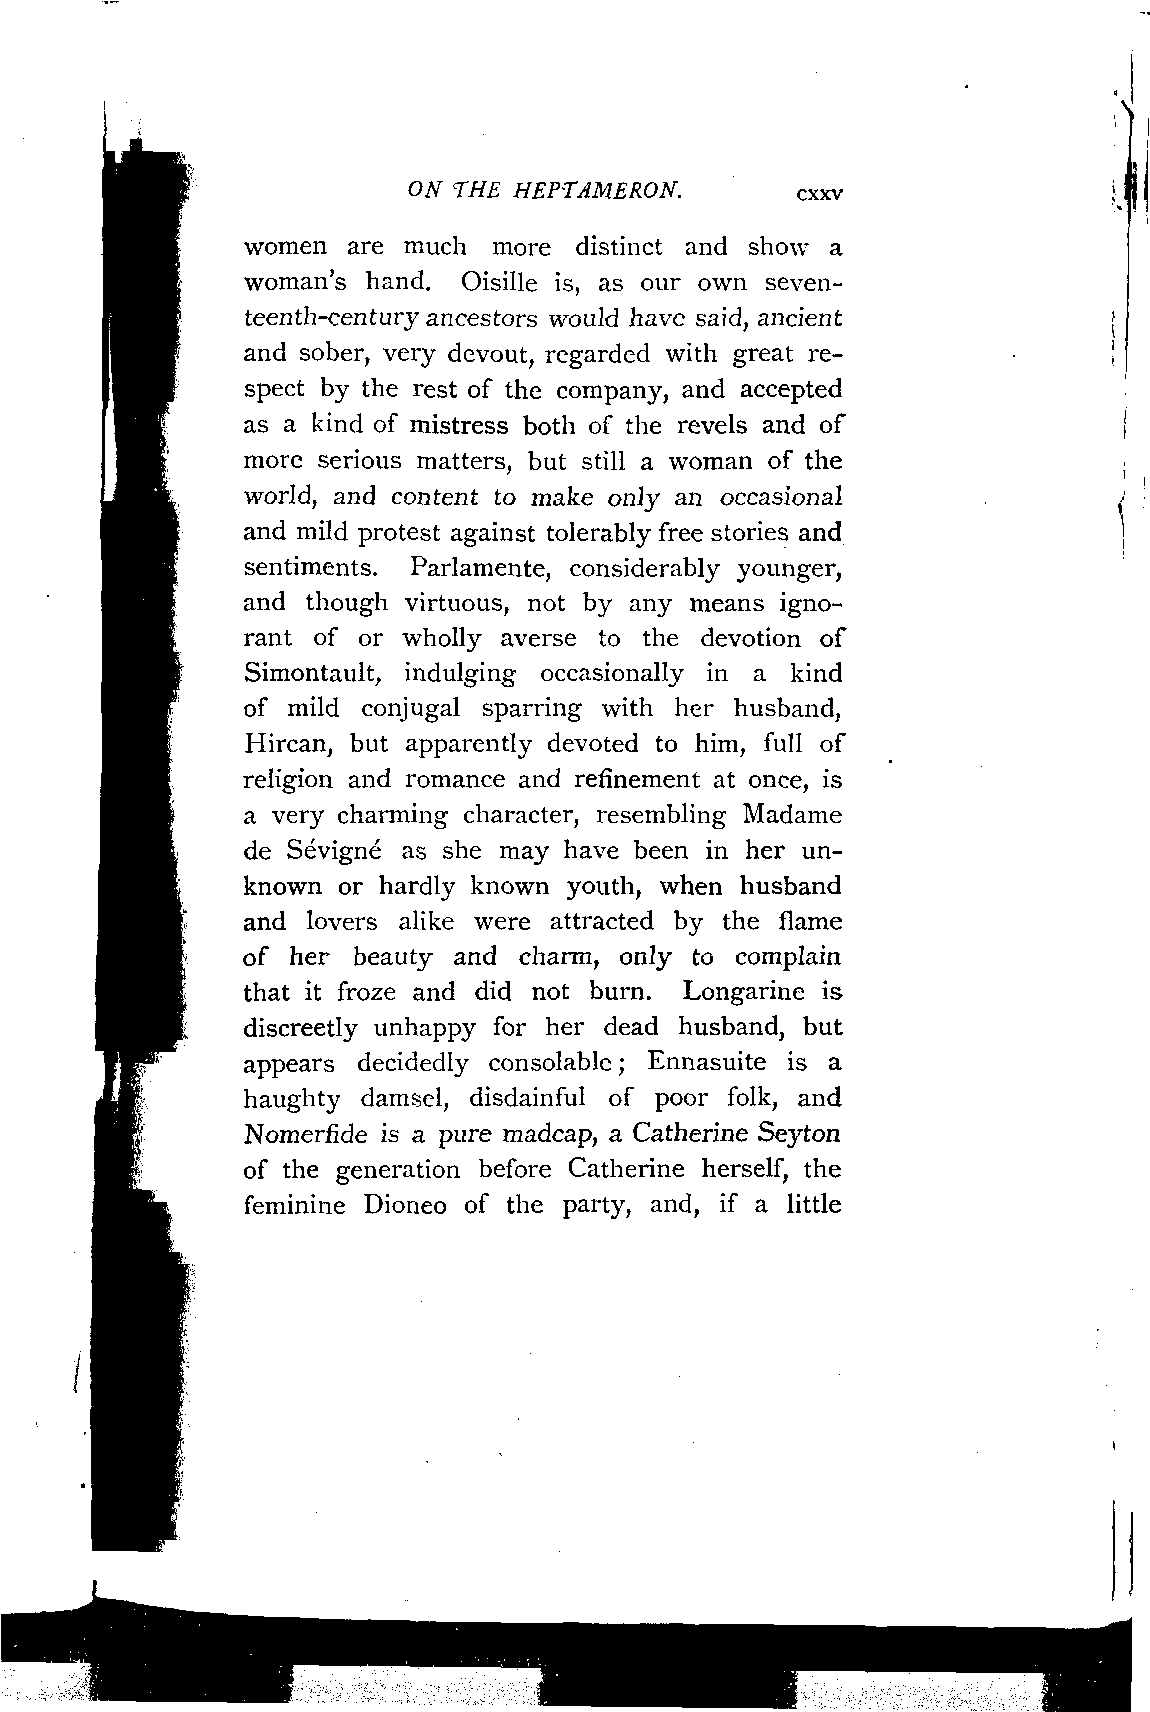 ON THE HEPTAMERON. cxxv
women are much more distinct and show a
woman's hand. Oisille is, as our own seven-
teenth-century ancestors would have said, ancient
and sober, very devout, regarded with great re-
spect by the rest of the company, and accepted
as a kind of mistress both of the revels and of
more serious matters, but still a woman of the
world, and content to make only an occasional
and mild protest against tolerably free stories and
sentiments. Parlamente, considerably younger,
and though virtuous, not by any means igno-
rant of or wholly averse to the devotion of
Simontault, indulging occasionally in a kind
of mild conjugal sparring with her husband,
Hircan, but apparently devoted to him, full of
religion and romance and refinement at once, is
a very charming character, resembling Madame
de Sévigné as she may have been in her un-
known or hardly known youth, when husband
and lovers alike were attracted by the flame
of her beauty and charm, only to complain
that it froze and did not burn. Longarine is
discreetly unhappy for her dead husband, but
appears decidedly consolable; Ennasuite is a
haughty damsel, disdainful of poor folk, and
Nomerfide is a pure madcap, a Catherine Seyton
of the generation before Catherine herself, the
feminine Dioneo of the party, and, if a little